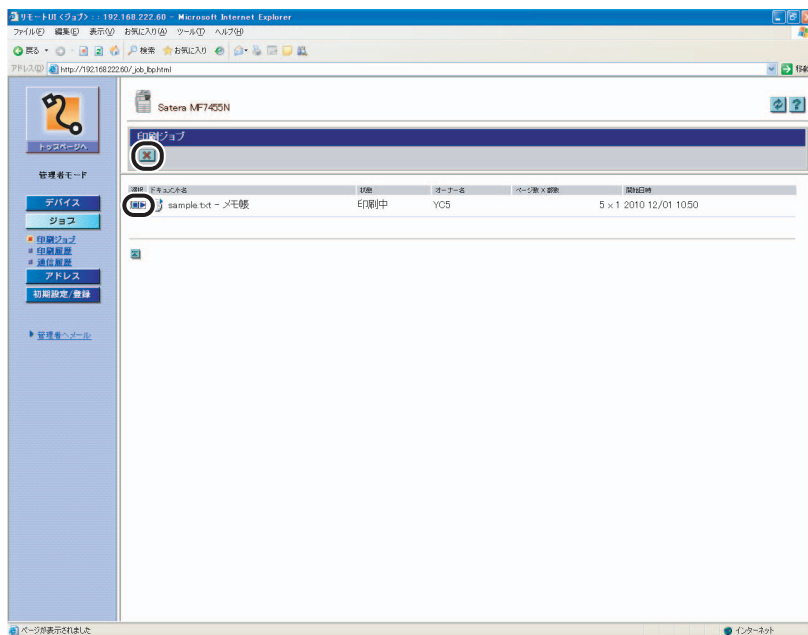 リモートUI <ジョブ> : : 192.168.222.60 - Microsoft Internet Explorer
ファイル(F) 編集(E) 表示(V) お気に入り(A) ツール(T) ヘルプ(H)
戻る 検索 お気に入り
アドレス(D) http://192.168.222.60/_job_lbp.html 移動
Satera MF7455N
トップページへ
印刷ジョブ
管理者モード
選択 ドキュメント名 状態 オーナー名 ページ数×部数 開始日時
sample.txt - メモ帳 印刷中 YC5 5 × 1 2010 12/01 10:50
デバイス
ジョブ
印刷ジョブ
印刷履歴
通信履歴
アドレス
初期設定/登録
管理者へメール
ページが表示されました インターネット